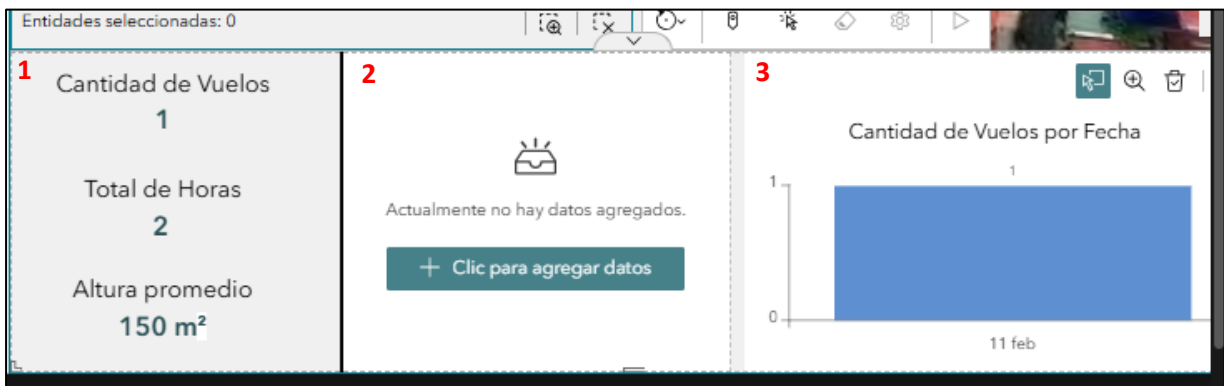 Entidades seleccionadas: 0
1
Cantidad de Vuelos
1
Total de Horas
2
Altura promedio
150 m²
2
Actualmente no hay datos agregados.
+ Clic para agregar datos
3
Cantidad de Vuelos por Fecha
1
1
0
11 feb